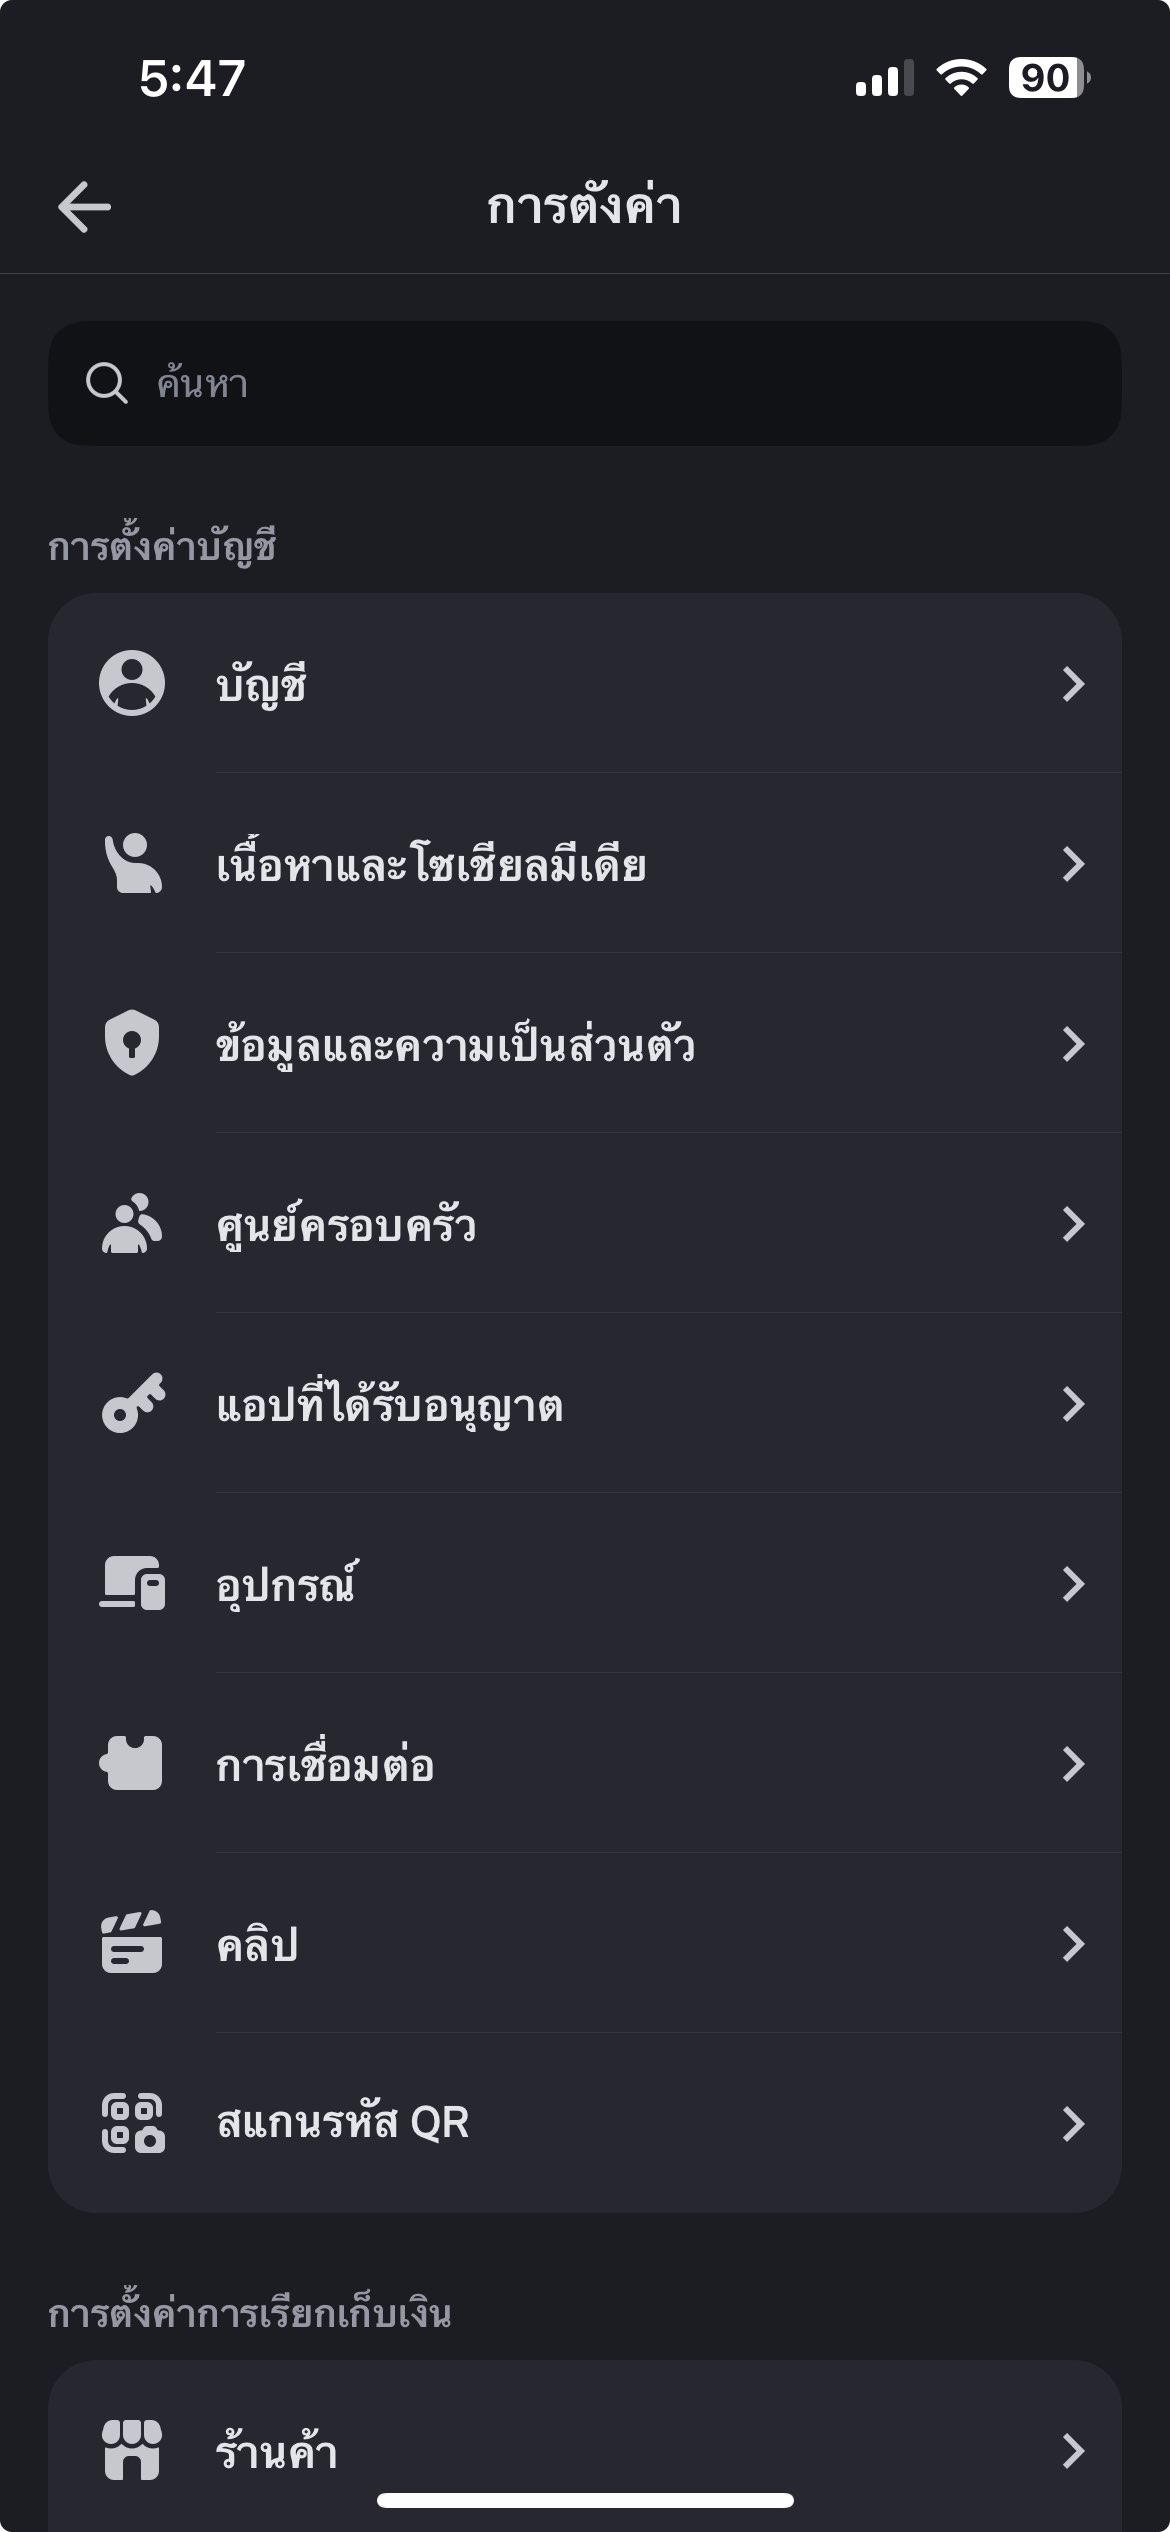 5:47
90
การตั้งค่า
ค้นหา
การตั้งค่าบัญชี
บัญชี
เนื้อหาและโซเชียลมีเดีย
ข้อมูลและความเป็นส่วนตัว
ศูนย์ครอบครัว
แอปที่ได้รับอนุญาต
อุปกรณ์
การเชื่อมต่อ
คลิป
สแกนรหัส QR
การตั้งค่าการเรียกเก็บเงิน
ร้านค้า